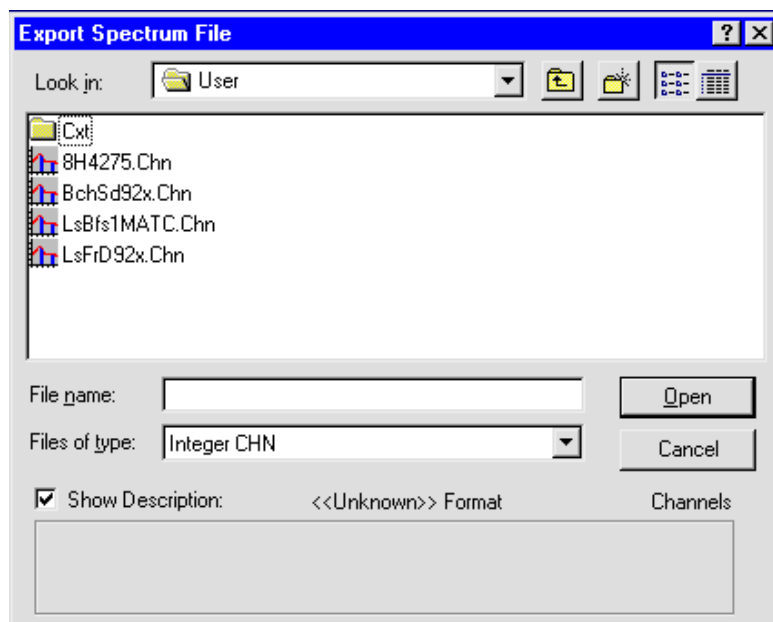 Export Spectrum File
Look in: User
Cxt
8H4275.Chn
BchSd92x.Chn
LsBfs1MATC.Chn
LsFrD92x.Chn
File name: Open
Files of type: Integer CHN Cancel
Show Description: <<Unknown>> Format Channels